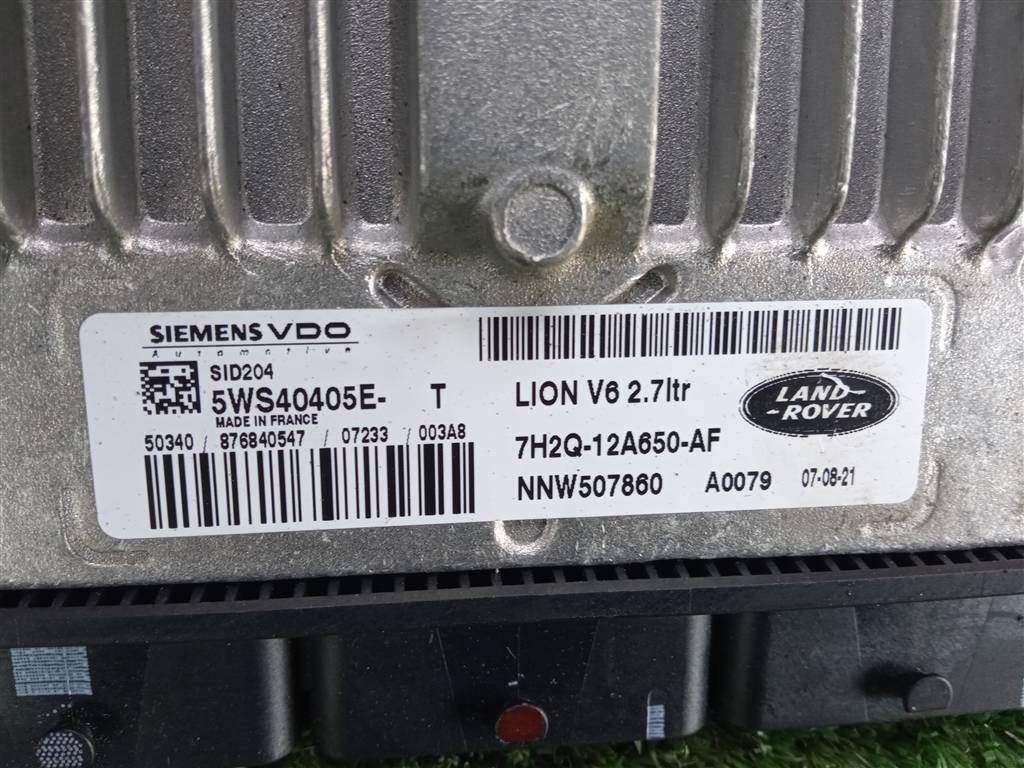 SIEMENS VDO
Automotive
SID204
5WS40405E- T
MADE IN FRANCE
50340 / 876840547 / 07233 / 003A8
LION V6 2.7ltr
LAND-
-ROVER
7H2Q-12A650-AF
NNW507860 A0079 07-08-21